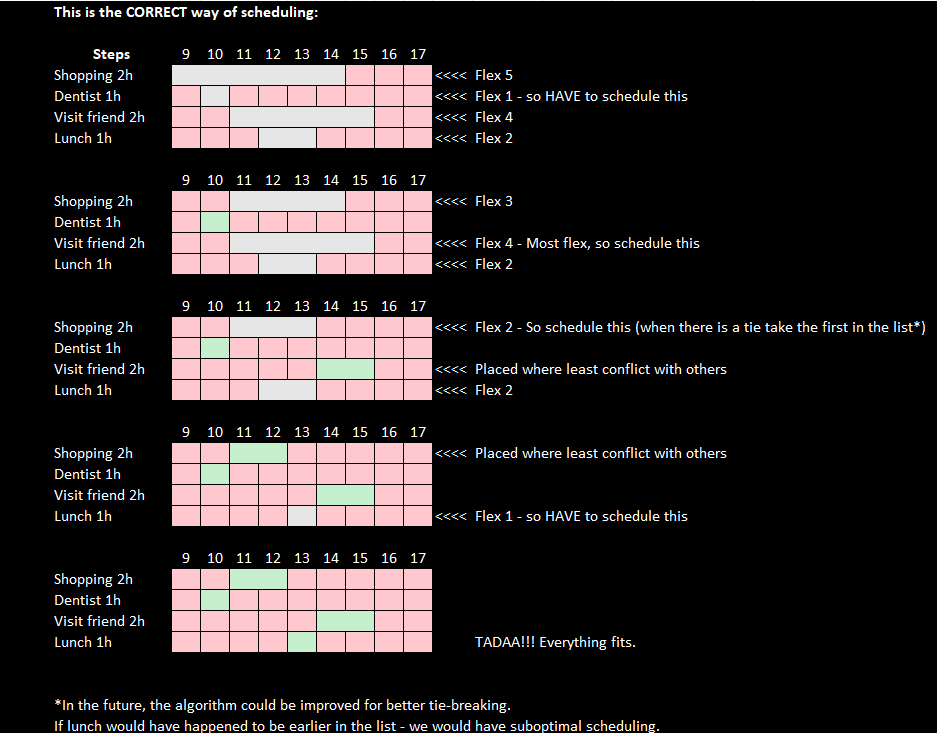 This is the CORRECT way of scheduling:
Steps 9 10 11 12 13 14 15 16 17
Shopping 2h <<<< Flex 5
Dentist 1h <<<< Flex 1 - so HAVE to schedule this
Visit friend 2h <<<< Flex 4
Lunch 1h <<<< Flex 2
9 10 11 12 13 14 15 16 17
Shopping 2h <<<< Flex 3
Dentist 1h
Visit friend 2h <<<< Flex 4 - Most flex, so schedule this
Lunch 1h <<<< Flex 2
9 10 11 12 13 14 15 16 17
Shopping 2h <<<< Flex 2 - So schedule this (when there is a tie take the first in the list*)
Dentist 1h
Visit friend 2h <<<< Placed where least conflict with others
Lunch 1h <<<< Flex 2
9 10 11 12 13 14 15 16 17
Shopping 2h <<<< Placed where least conflict with others
Dentist 1h
Visit friend 2h
Lunch 1h <<<< Flex 1 - so HAVE to schedule this
9 10 11 12 13 14 15 16 17
Shopping 2h
Dentist 1h
Visit friend 2h
Lunch 1h TADAA!!! Everything fits.
*In the future, the algorithm could be improved for better tie-breaking.
If lunch would have happened to be earlier in the list - we would have suboptimal scheduling.